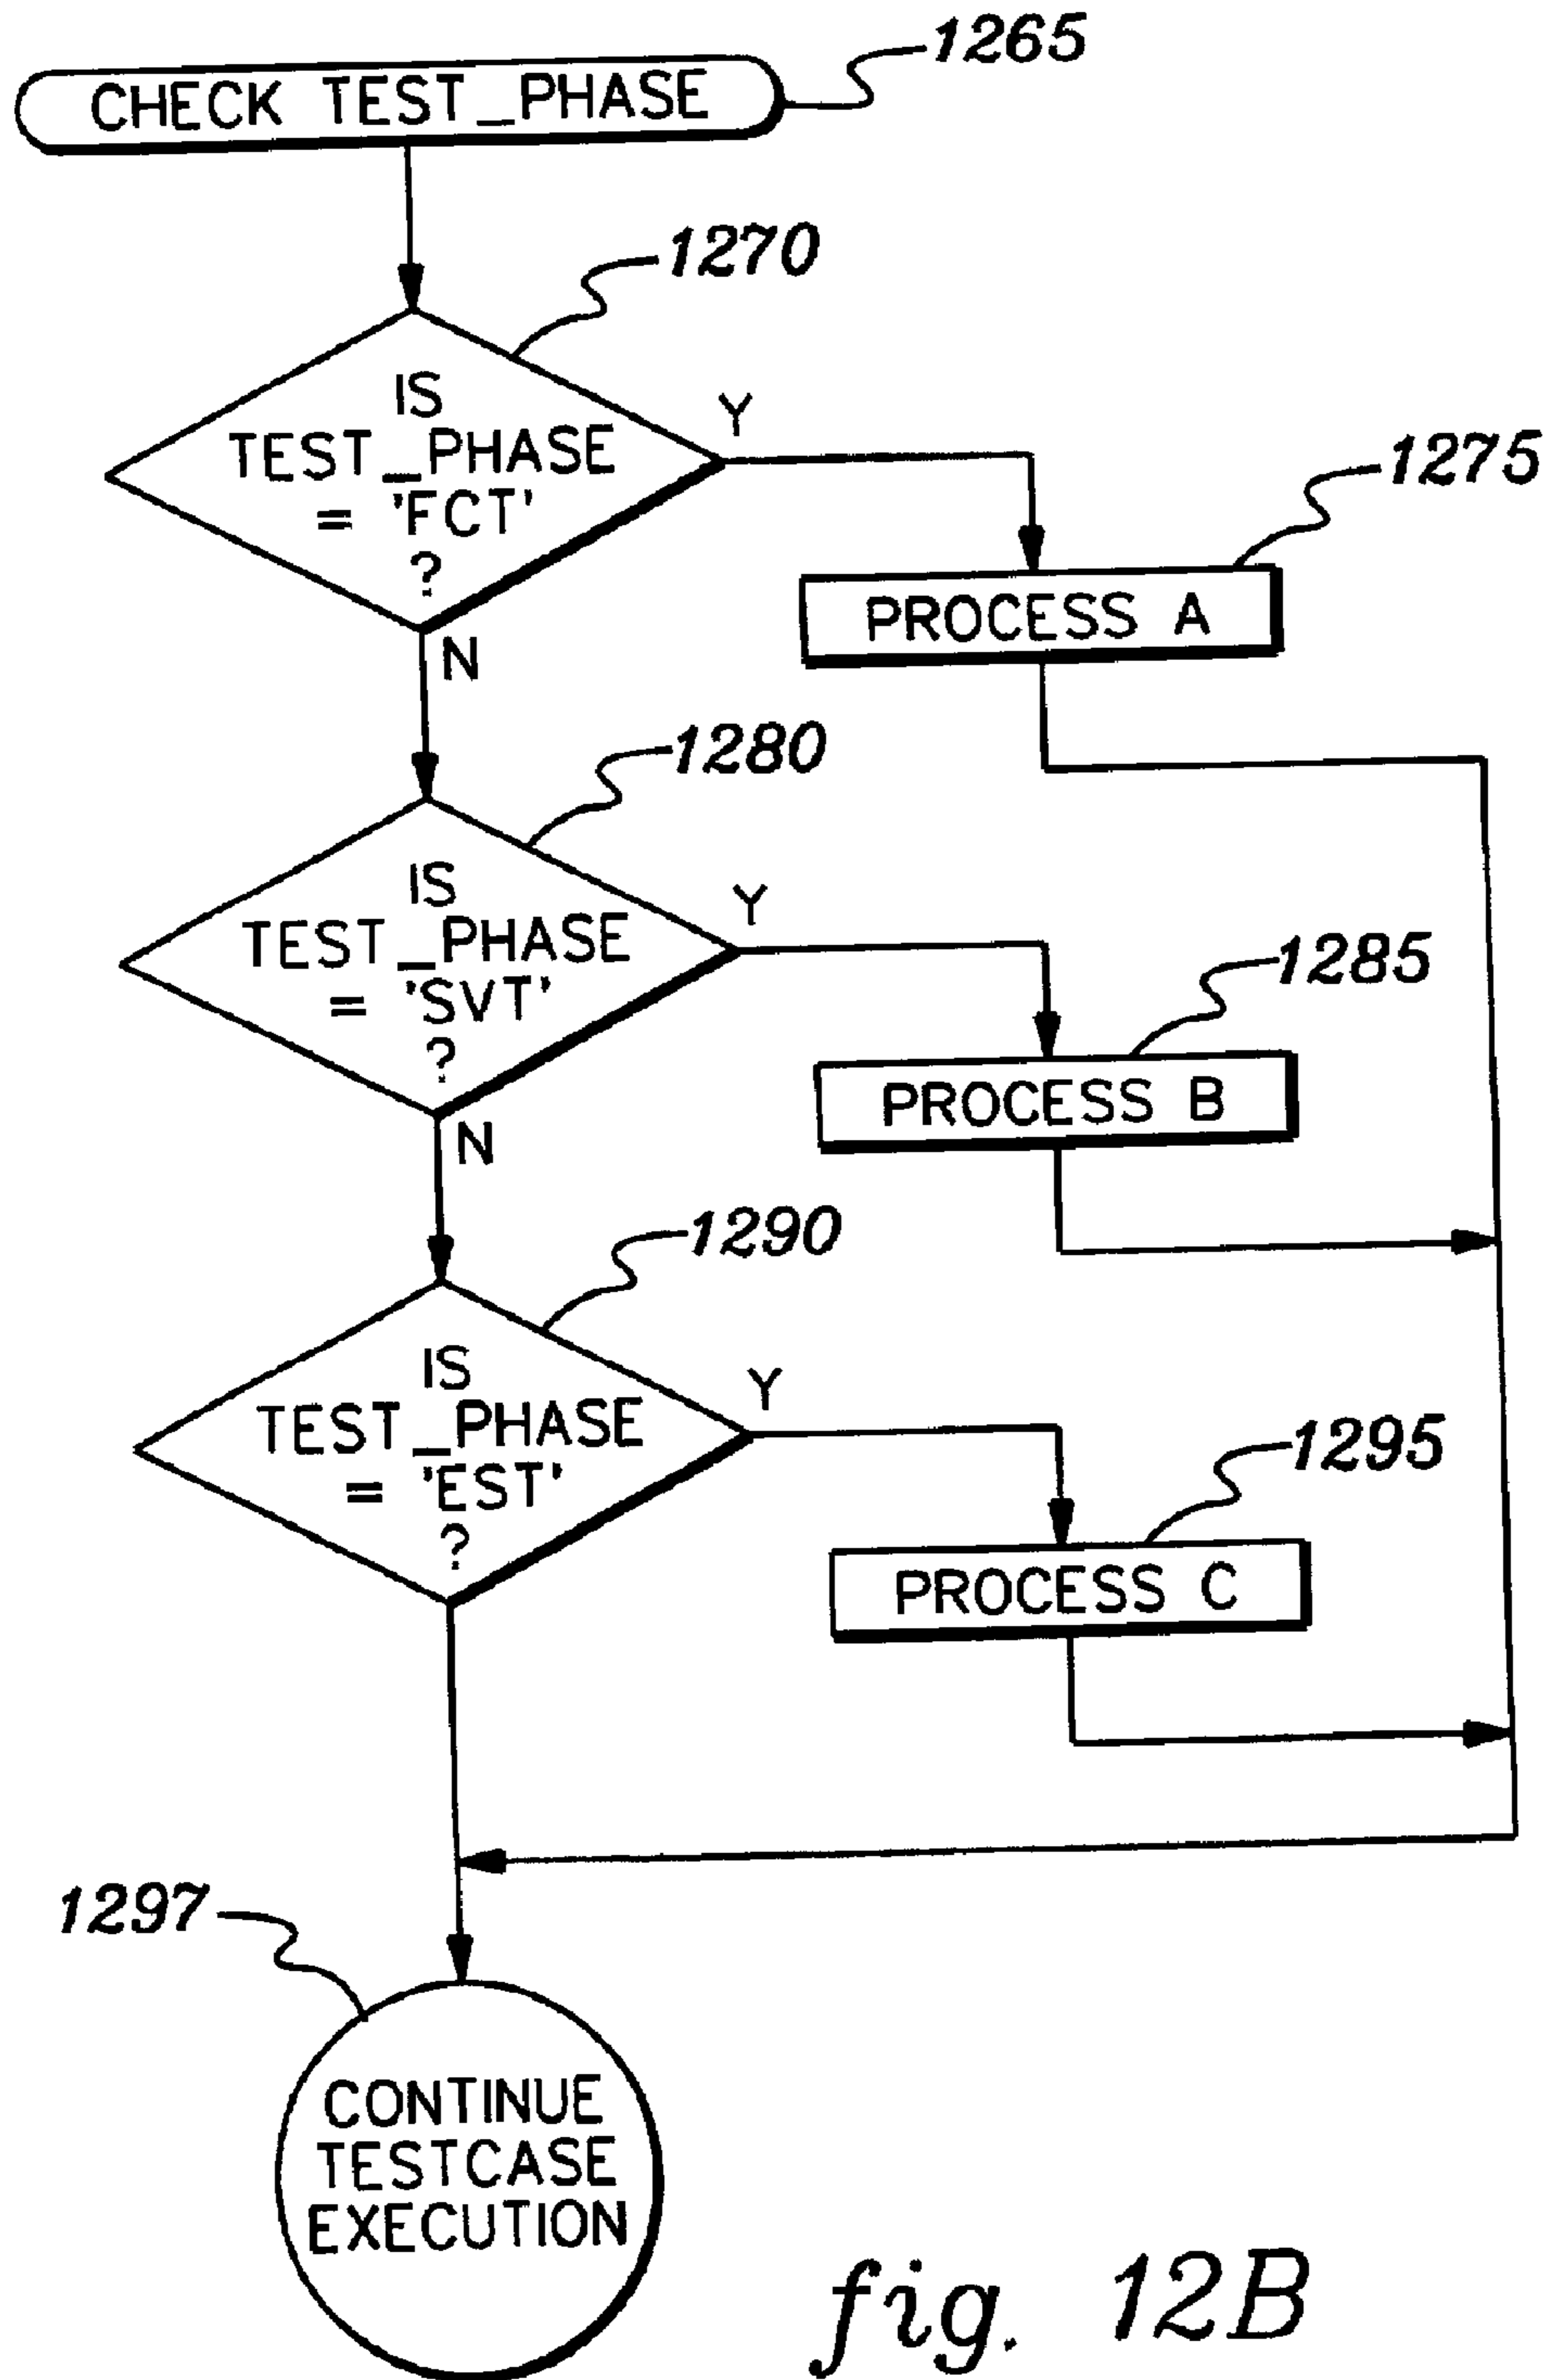 1265
CHECK TEST_PHASE
1270
IS
TEST_PHASE
= 'FCT'
?
Y
N
1275
PROCESS A
1280
IS
TEST_PHASE
= 'SVT'
?
Y
N
1285
PROCESS B
1290
IS
TEST_PHASE
= 'EST'
?
Y
1295
PROCESS C
1297
CONTINUE
TESTCASE
EXECUTION
fig. 12B